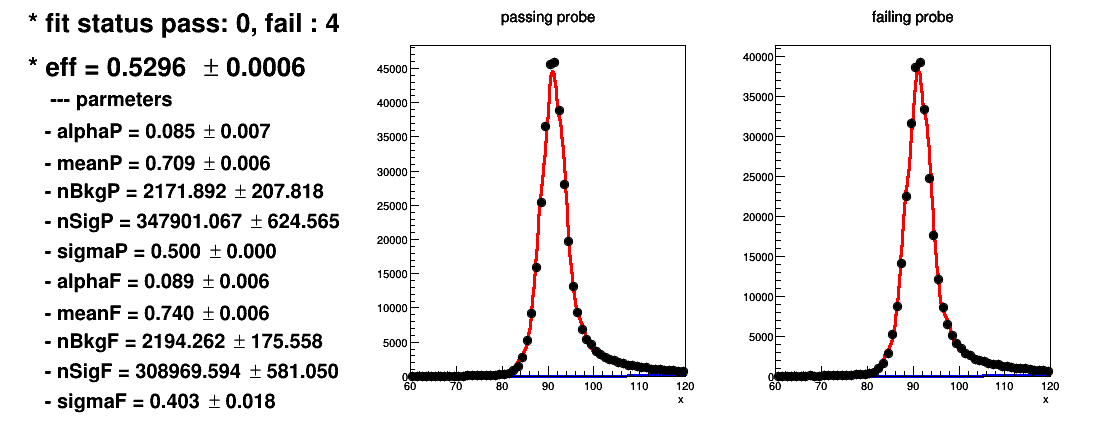 * fit status pass: 0, fail : 4
* eff = 0.5296 ± 0.0006
--- parmeters
- alphaP = 0.085 ± 0.007
- meanP = 0.709 ± 0.006
- nBkgP = 2171.892 ± 207.818
- nSigP = 347901.067 ± 624.565
- sigmaP = 0.500 ± 0.000
- alphaF = 0.089 ± 0.006
- meanF = 0.740 ± 0.006
- nBkgF = 2194.262 ± 175.558
- nSigF = 308969.594 ± 581.050
- sigmaF = 0.403 ± 0.018
passing probe
45000
40000
35000
30000
25000
20000
15000
10000
5000
0
60 70 80 90 100 110 120
x
failing probe
40000
35000
30000
25000
20000
15000
10000
5000
0
60 70 80 90 100 110 120
x